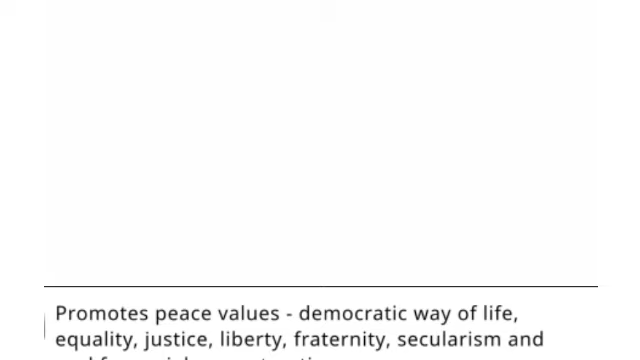 Promotes peace values - democratic way of life,
equality, justice, liberty, fraternity, secularism and